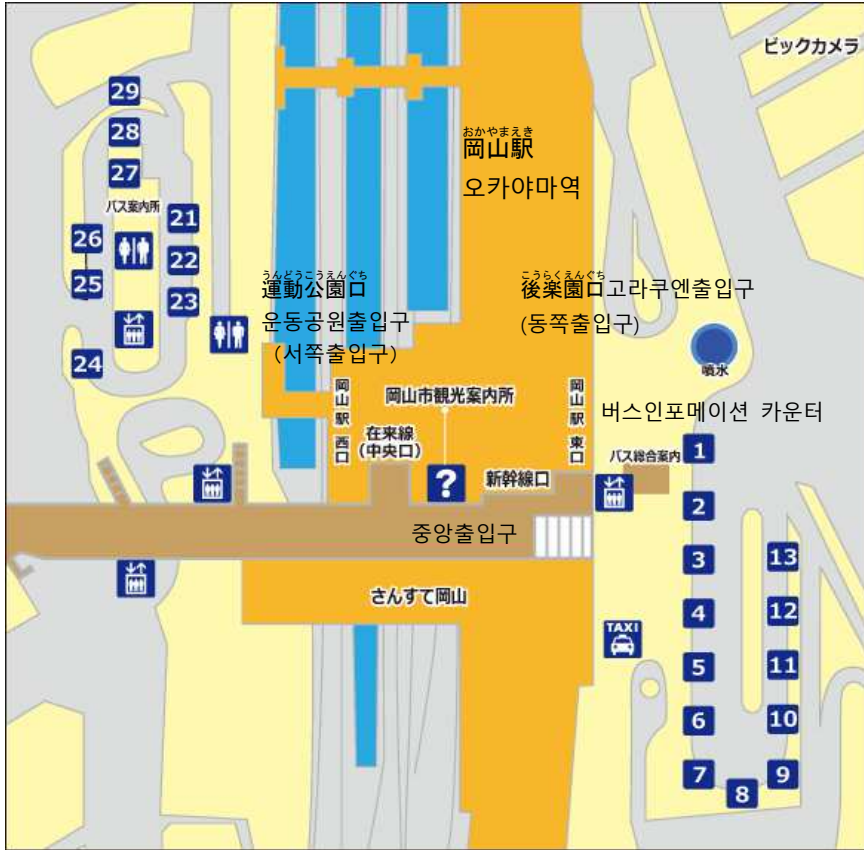 ビックカメラ
29
28
27
バス案内所
26
25
24
21
22
23
おかやまえき
岡山駅
오카야마역
うんどうこうえんぐち
運動公園口
운동공원출입구
(서쪽출입구)
こうらくえんぐち
後楽園口고라쿠엔출입구
(동쪽출입구)
噴水
岡山駅 西口
岡山市観光案内所
在来線
(中央口)
?
新幹線口
岡山駅 東口
버스인포메이션 카운터
バス総合案内
중앙출입구
さんすて岡山
TAXI
1
2
3
4
5
6
7
8
9
10
11
12
13